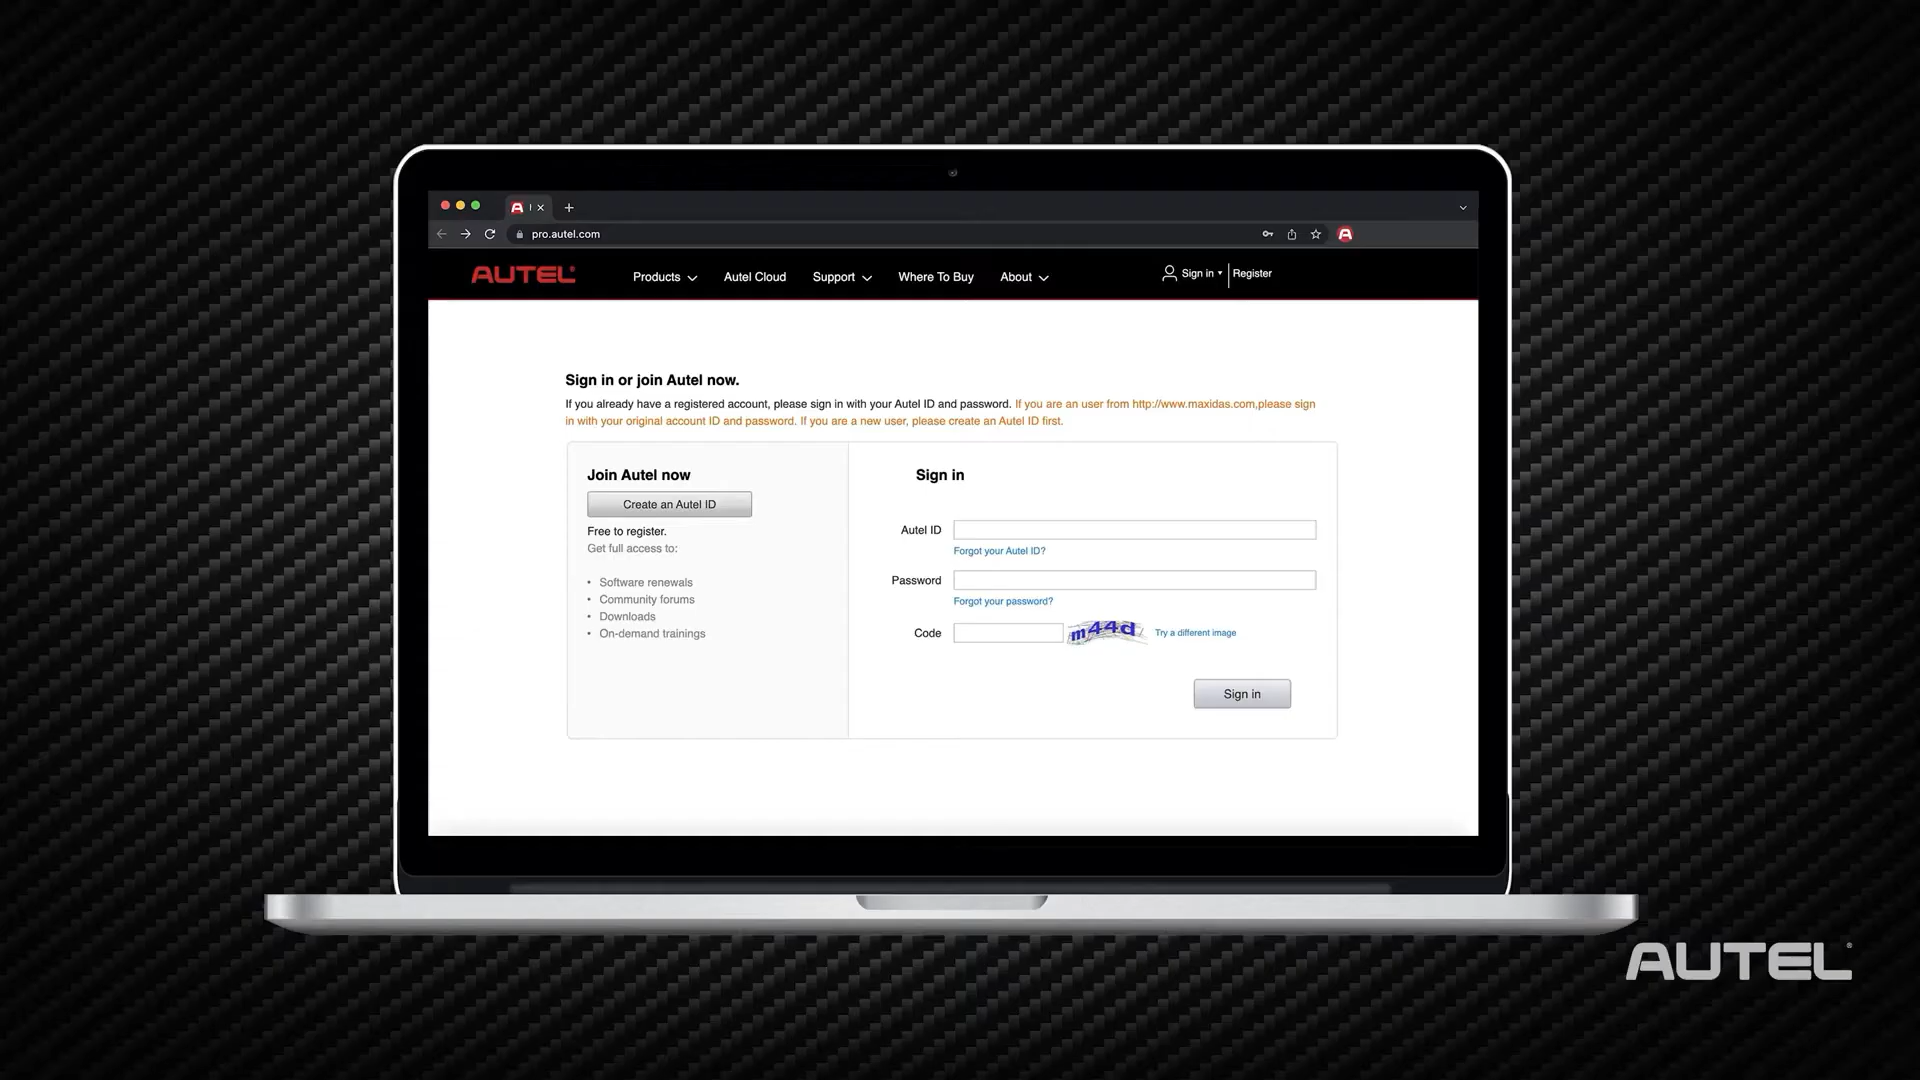 pro.autel.com
AUTEL
Products
Autel Cloud
Support
Where To Buy
About
Sign in
Register
Sign in or join Autel now.
If you already have a registered account, please sign in with your Autel ID and password. If you are an user from http://www.maxidas.com,please sign
in with your original account ID and password. If you are a new user, please create an Autel ID first.
Join Autel now
Create an Autel ID
Free to register.
Get full access to:
• Software renewals
• Community forums
• Downloads
• On-demand trainings
Sign in
Autel ID
Forgot your Autel ID?
Password
Forgot your password?
Code
m44d
Try a different image
Sign in
AUTEL